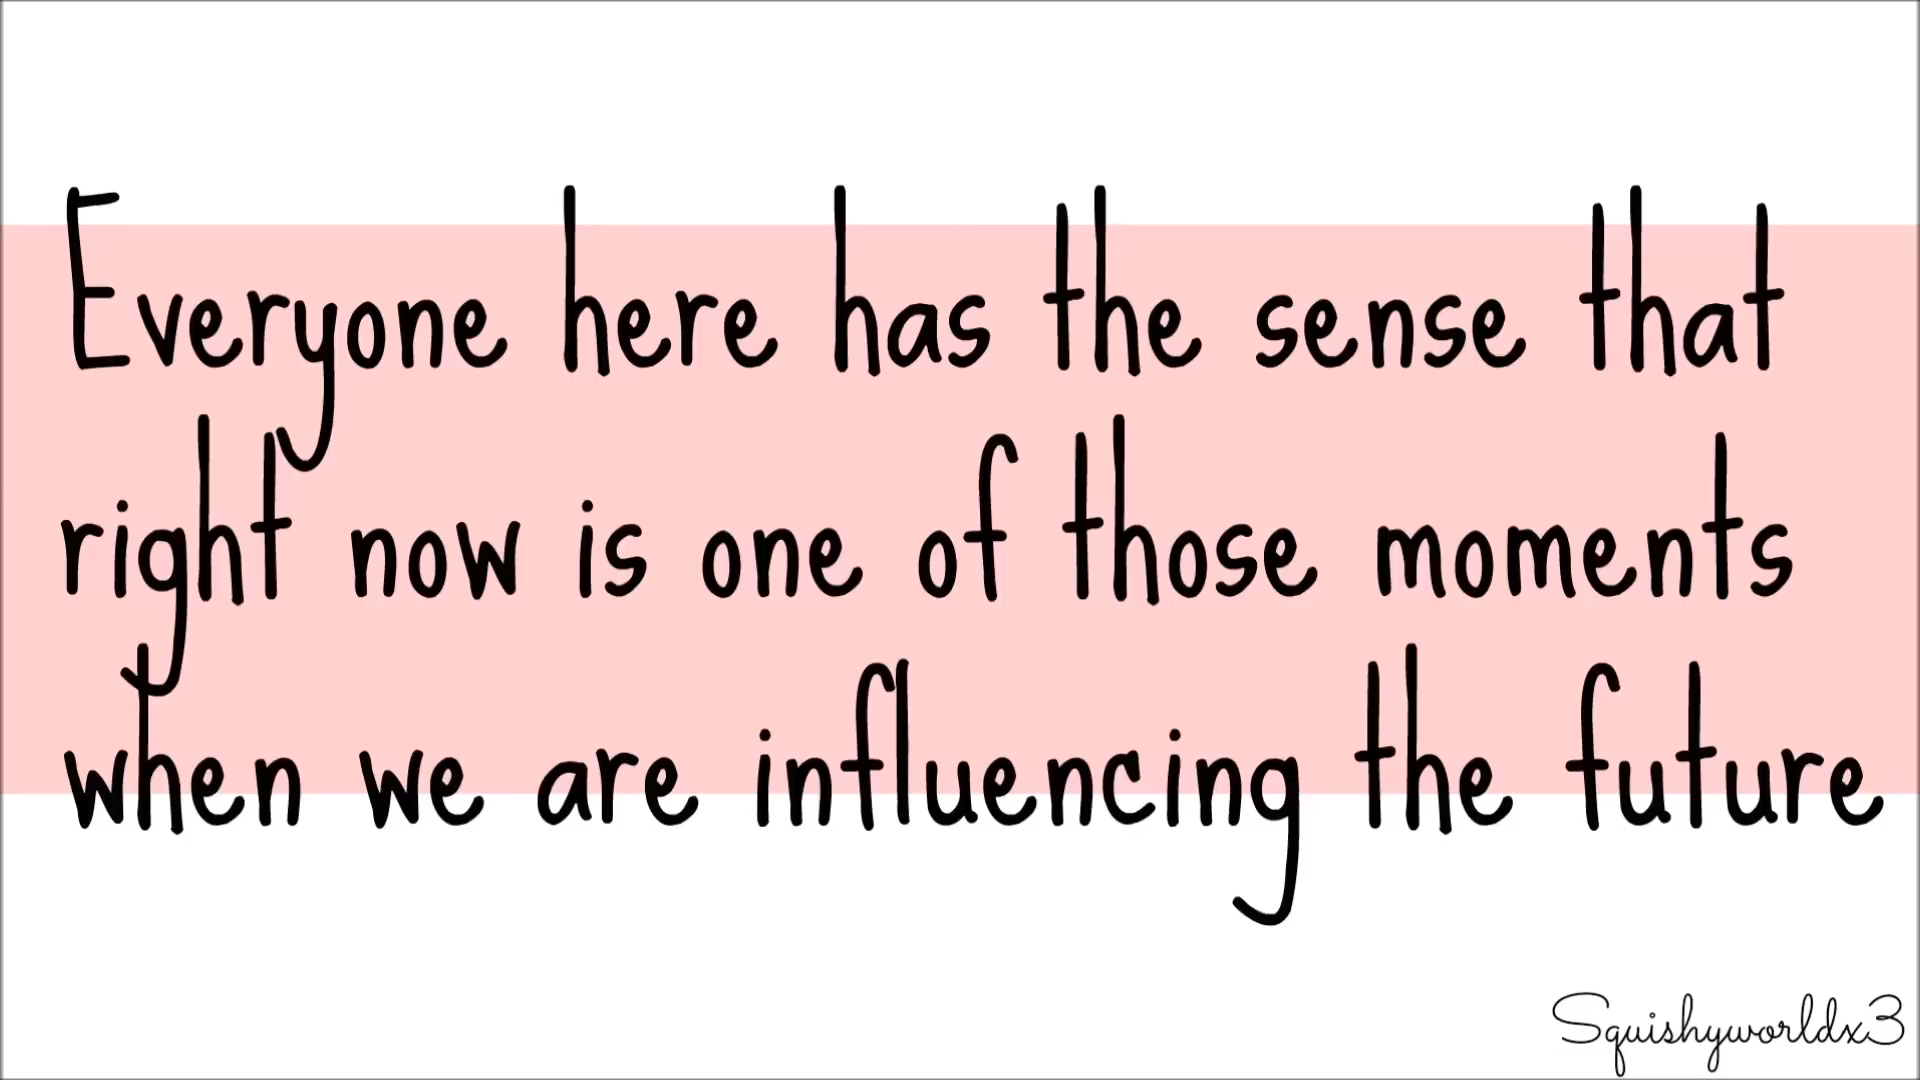 Everyone here has the sense that
right now is one of those moments
when we are influencing the future
Squishyworldx3